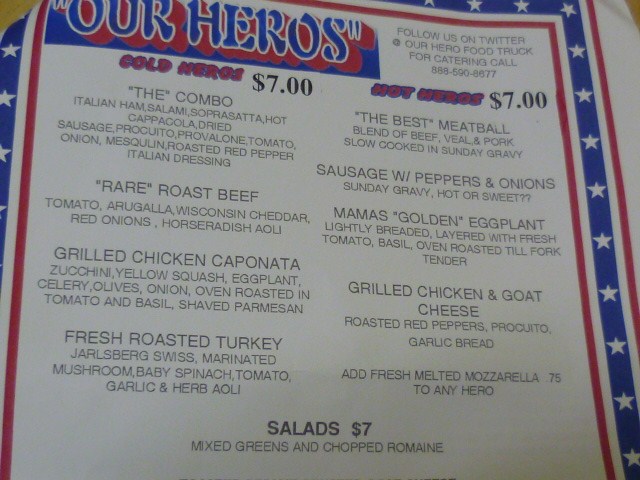 "OUR HEROS"
FOLLOW US ON TWITTER
@ OUR HERO FOOD TRUCK
FOR CATERING CALL
888-590-8677
COLD HEROS $7.00
"THE" COMBO
ITALIAN HAM,SALAMI,SOPRASATTA,HOT
CAPPACOLA,DRIED
SAUSAGE,PROCUITO,PROVALONE,TOMATO,
ONION, MESQULIN,ROASTED RED PEPPER
ITALIAN DRESSING
"RARE" ROAST BEEF
TOMATO, ARUGALLA,WISCONSIN CHEDDAR,
RED ONIONS , HORSERADISH AOLI
GRILLED CHICKEN CAPONATA
ZUCCHINI,YELLOW SQUASH, EGGPLANT,
CELERY,OLIVES, ONION, OVEN ROASTED IN
TOMATO AND BASIL, SHAVED PARMESAN
FRESH ROASTED TURKEY
JARLSBERG SWISS, MARINATED
MUSHROOM,BABY SPINACH,TOMATO,
GARLIC & HERB AOLI
HOT HEROS $7.00
"THE BEST" MEATBALL
BLEND OF BEEF, VEAL,& PORK
SLOW COOKED IN SUNDAY GRAVY
SAUSAGE W/ PEPPERS & ONIONS
SUNDAY GRAVY, HOT OR SWEET??
MAMAS "GOLDEN" EGGPLANT
LIGHTLY BREADED, LAYERED WITH FRESH
TOMATO, BASIL, OVEN ROASTED TILL FORK
TENDER
GRILLED CHICKEN & GOAT
CHEESE
ROASTED RED PEPPERS, PROCUITO,
GARLIC BREAD
ADD FRESH MELTED MOZZARELLA .75
TO ANY HERO
SALADS $7
MIXED GREENS AND CHOPPED ROMAINE